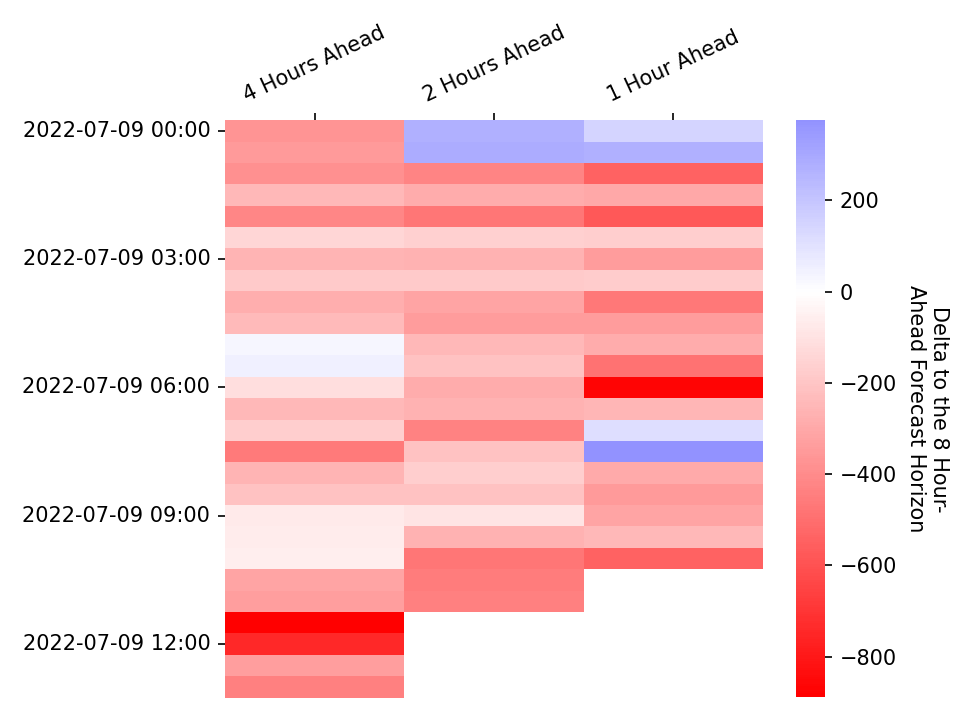 4 Hours Ahead
2 Hours Ahead
1 Hour Ahead
2022-07-09 00:00
2022-07-09 03:00
2022-07-09 06:00
2022-07-09 09:00
2022-07-09 12:00
200
0
−200
−400
−600
−800
Delta to the 8 Hour-
Ahead Forecast Horizon